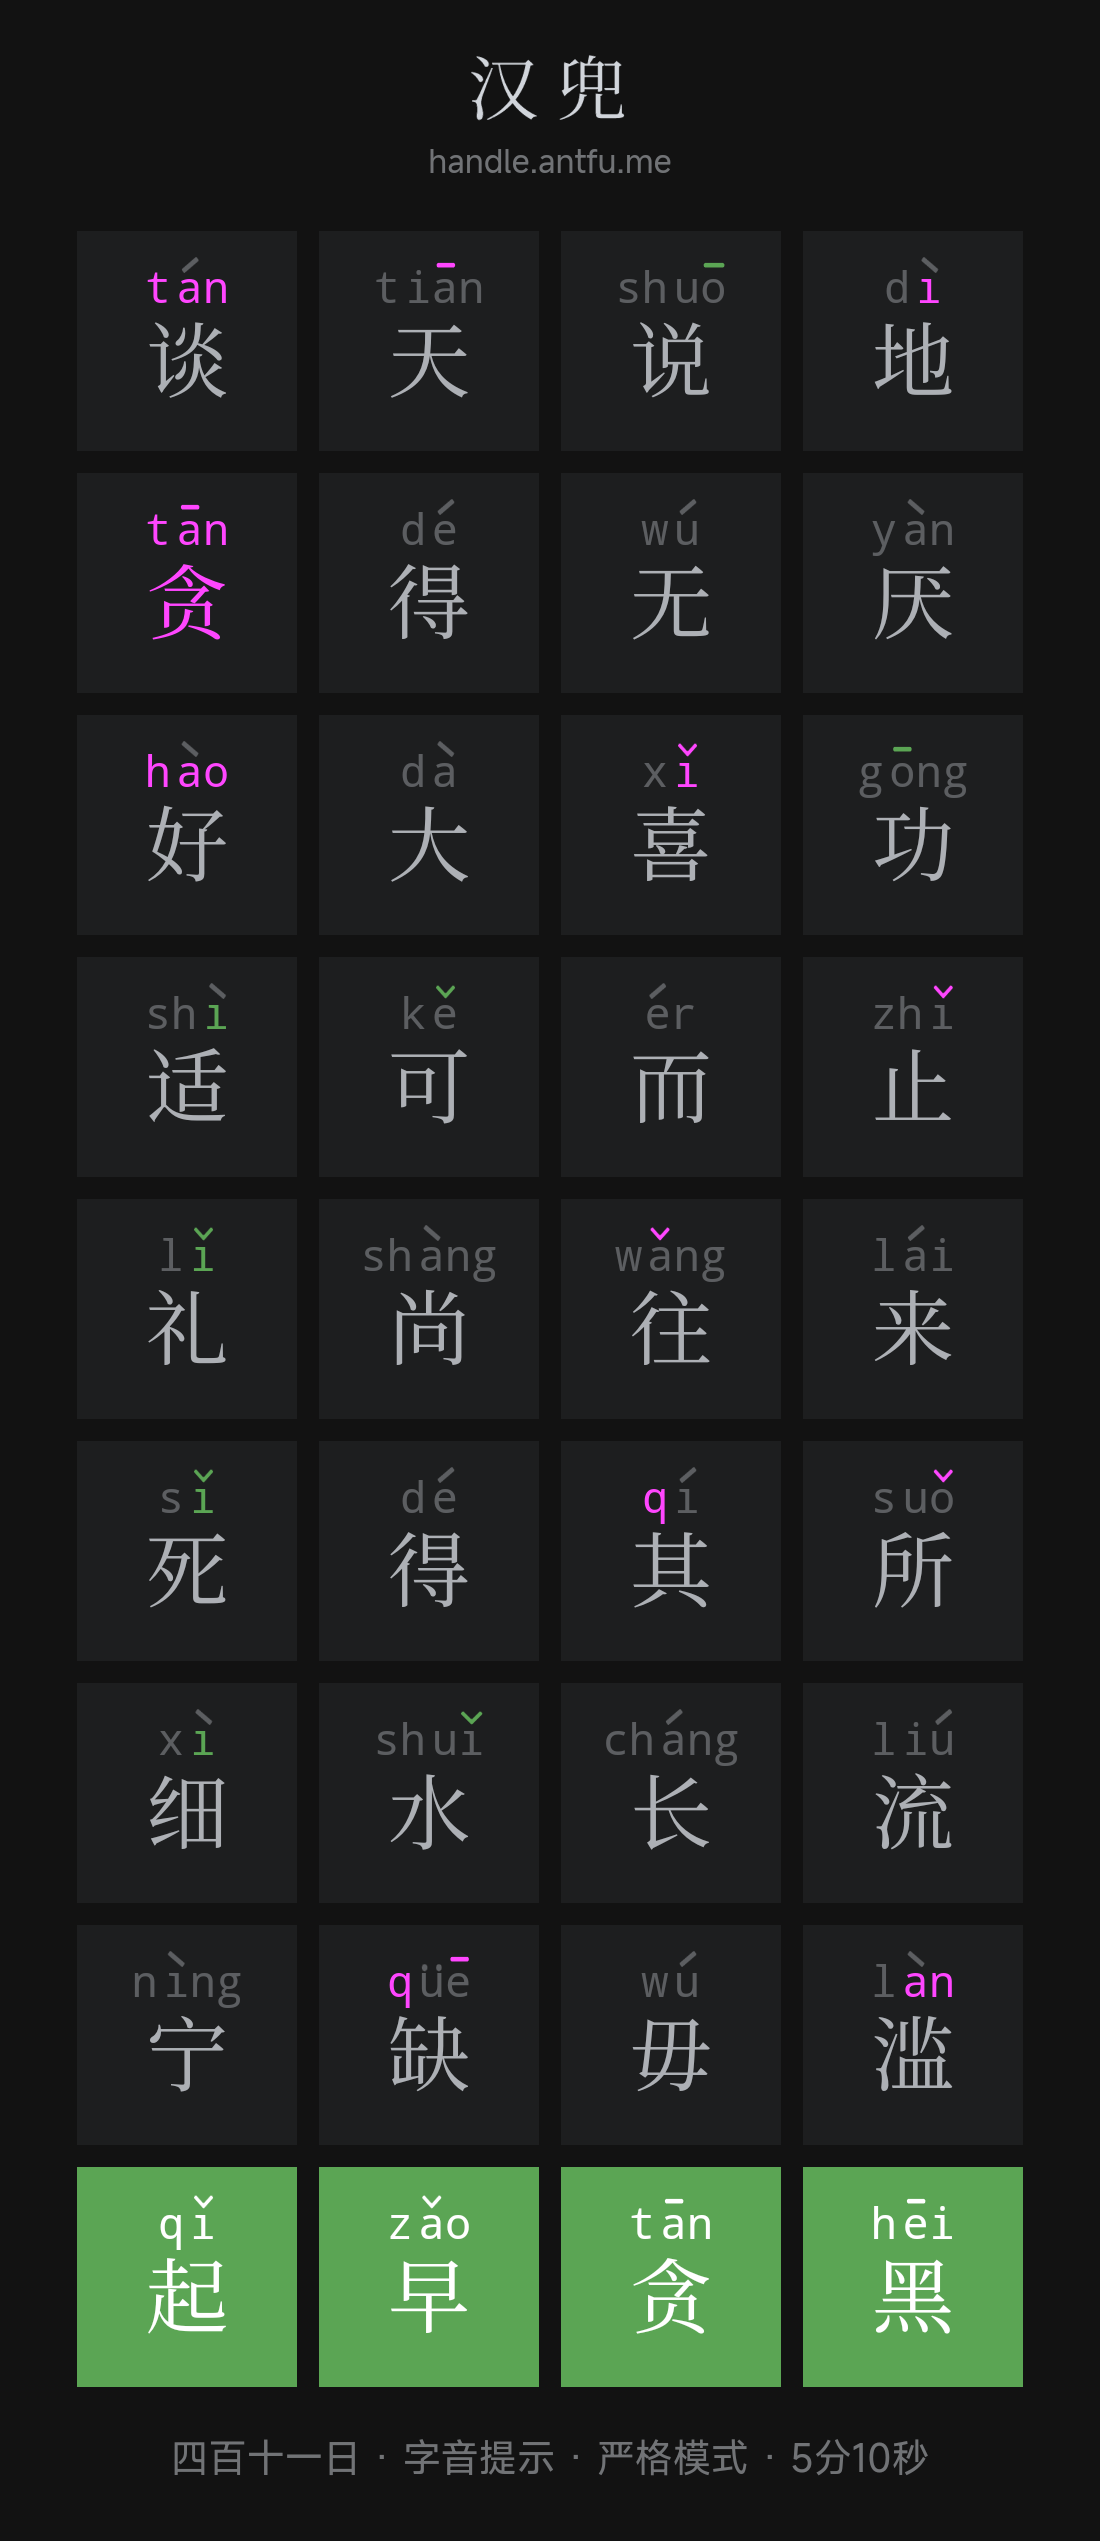 汉兜
handle.antfu.me
tán tiān shuō dì
谈 天 说 地
tān dé wú yàn
贪 得 无 厌
hào dà xǐ gōng
好 大 喜 功
shì kě ér zhǐ
适 可 而 止
lǐ shàng wǎng lái
礼 尚 往 来
sǐ dé qí suǒ
死 得 其 所
xì shuǐ cháng liú
细 水 长 流
nìng qüē wú làn
宁 缺 毋 滥
qǐ zǎo tān hēi
起 早 贪 黑
四百十一日 · 字音提示 · 严格模式 · 5分10秒